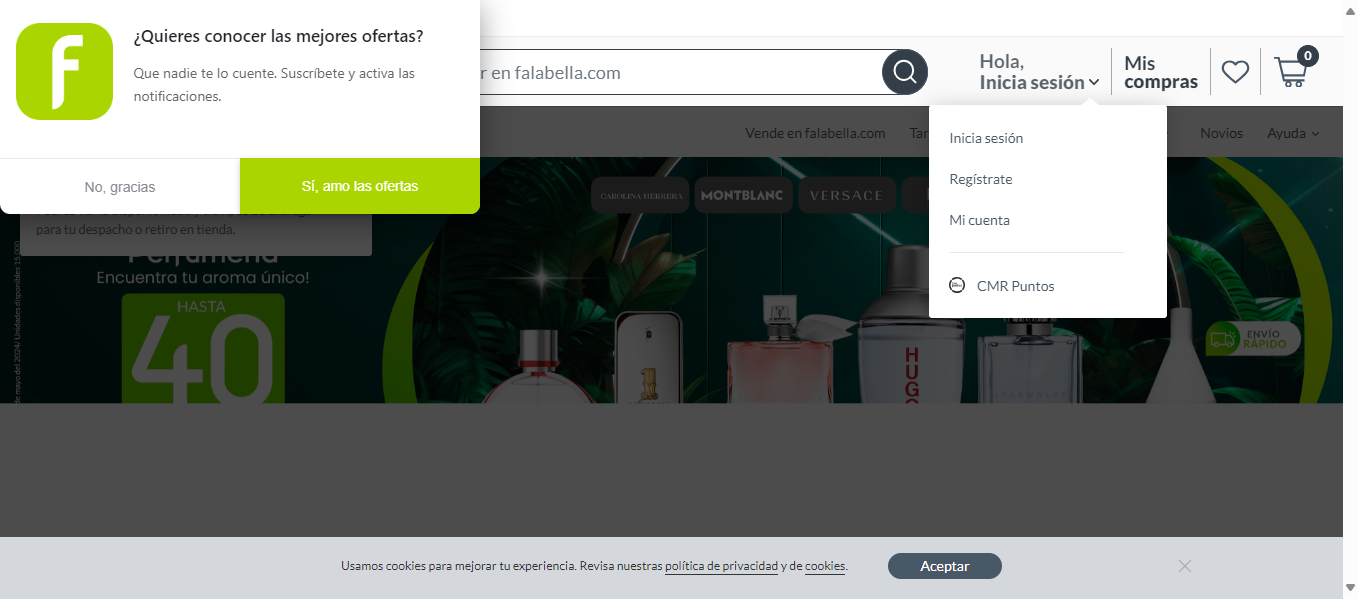 ¿Quieres conocer las mejores ofertas?
Que nadie te lo cuente. Suscríbete y activa las
notificaciones.
No, gracias
Sí, amo las ofertas
r en falabella.com
Hola,
Inicia sesión
Mis
compras
0
Vende en falabella.com
Novios
Ayuda
Inicia sesión
Regístrate
Mi cuenta
CMR Puntos
para tu despacho o retiro en tienda.
CAROLINA HERRERA
MONTBLANC
VERSACE
Perfumería
Encuentra tu aroma único!
HASTA
40
de mayo del 2024/ Unidades disponibles 15.000
HUGO
ENVÍO
RÁPIDO
Usamos cookies para mejorar tu experiencia. Revisa nuestras política de privacidad y de cookies.
Aceptar